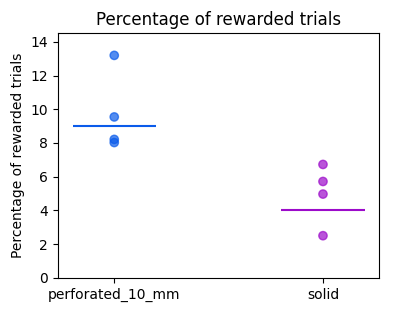 Percentage of rewarded trials
Percentage of rewarded trials
14
12
10
8
6
4
2
0
perforated_10_mm
solid